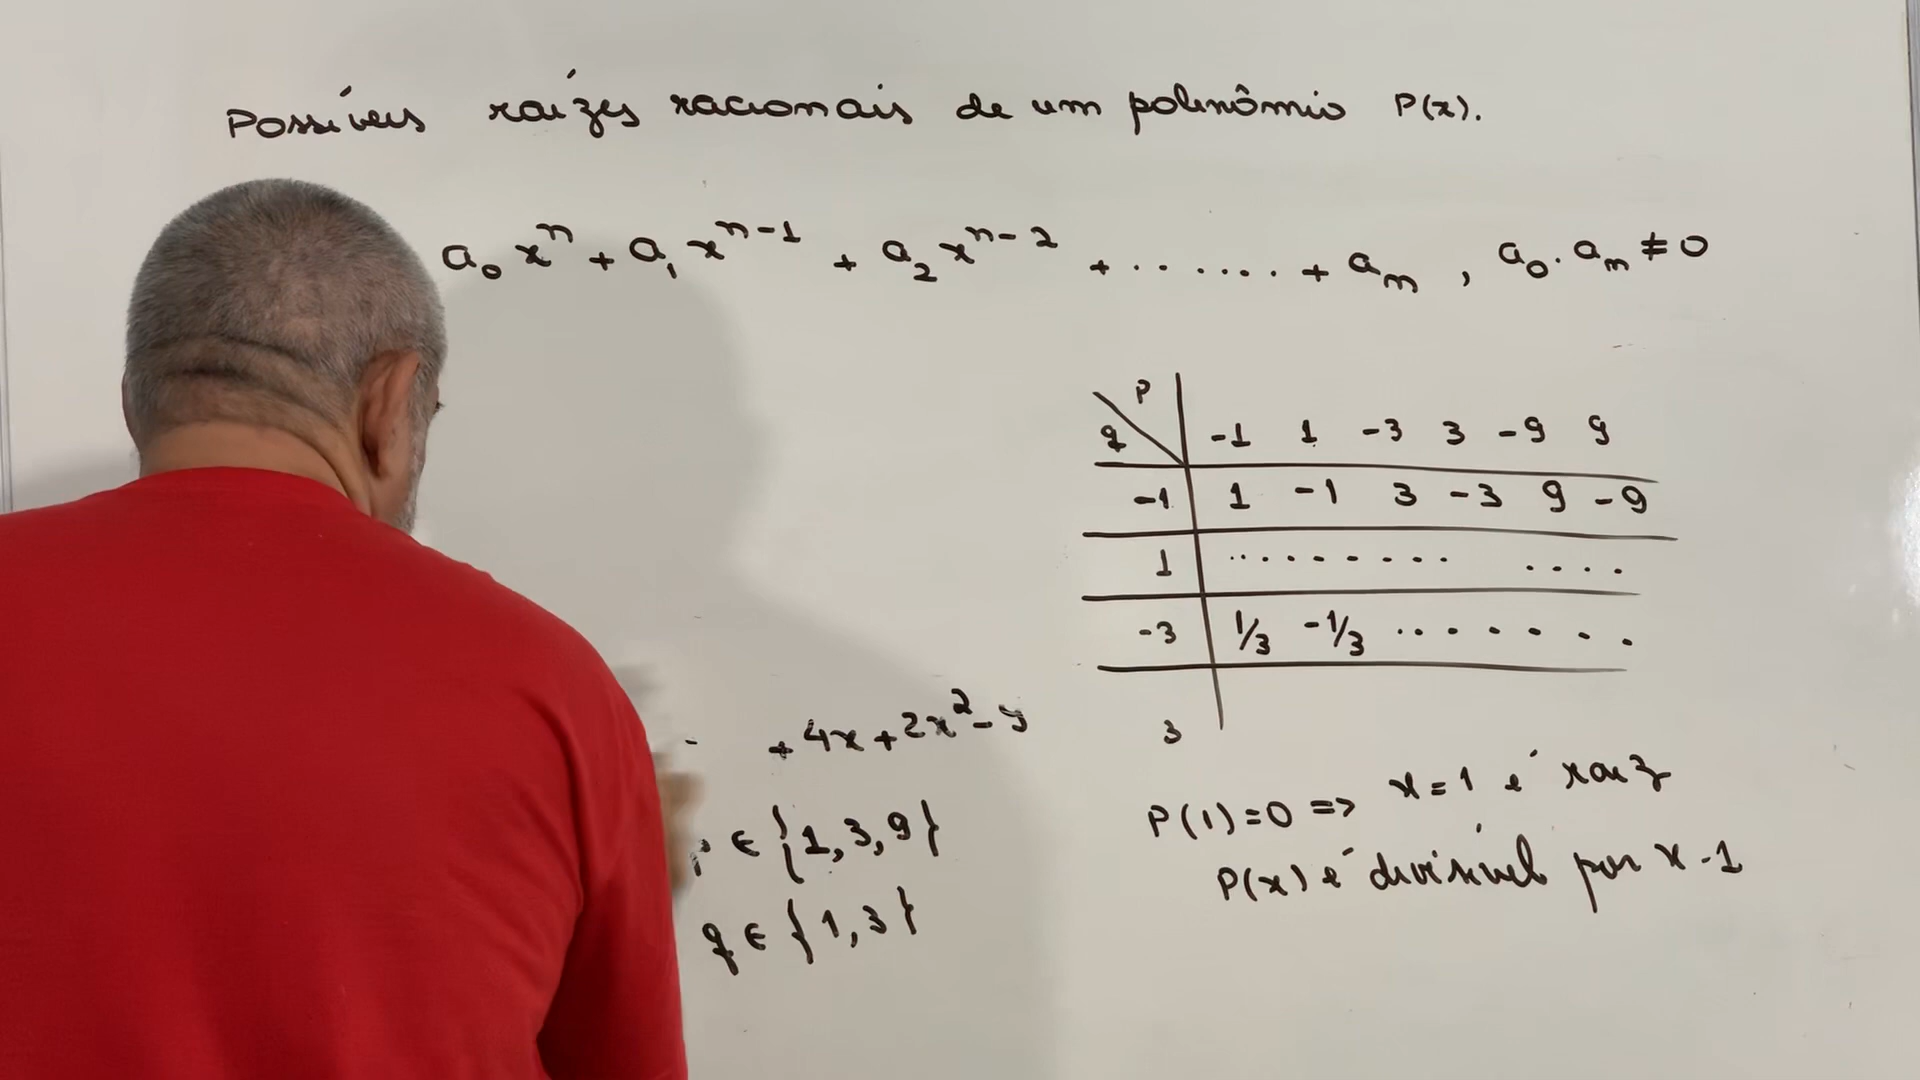 Possíveis raízes racionais de um polinômio P(x).
a₀xⁿ + a₁xⁿ⁻¹ + a₂xⁿ⁻² + ....... + aₙ , a₀.aₙ ≠ 0
p
q -1 1 -3 3 -9 9
-1 1 -1 3 -3 9 -9
1 ......... ....
-3 1/3 -1/3 ........
3
+4x+2x²-9
p ∈ {1,3,9}
q ∈ {1,3}
P(1)=0 => x=1 é raiz
P(x) é divisível por x-1